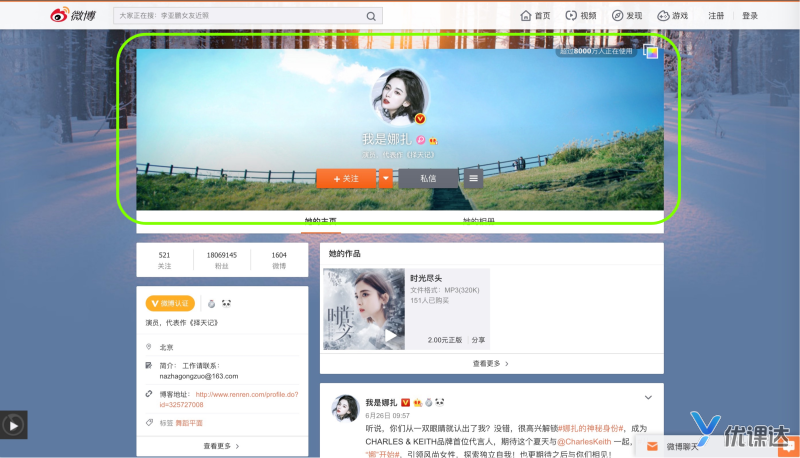 微博
大家正在搜：李亚鹏女友近照
首页
视频
发现
游戏
注册
登录
超过8000万人正在使用
我是娜扎
演员，代表作《择天记》
+ 关注
私信
她的主页
她的相册
521
关注
18069145
粉丝
1604
微博
微博认证
演员，代表作《择天记》
北京
简介： 工作请联系：
nazhagongzuo@163.com
博客地址： http://www.renren.com/profile.do?
id=325727008
标签 舞蹈平面
查看更多 >
她的作品
时光尽头
文件格式：MP3(320K)
151人已购买
2.00元正版
分享
查看更多 >
我是娜扎
6月26日 09:57
听说，你们从一双眼睛就认出了我？没错，很高兴解锁#娜扎的神秘身份#，成为
CHARLES & KEITH品牌首位代言人，期待这个夏天与@CharlesKeith 一起，
“娜”开始#，引领风尚女性，探索独立自我！也更期待之后与你们相见！
微博聊天
优课达